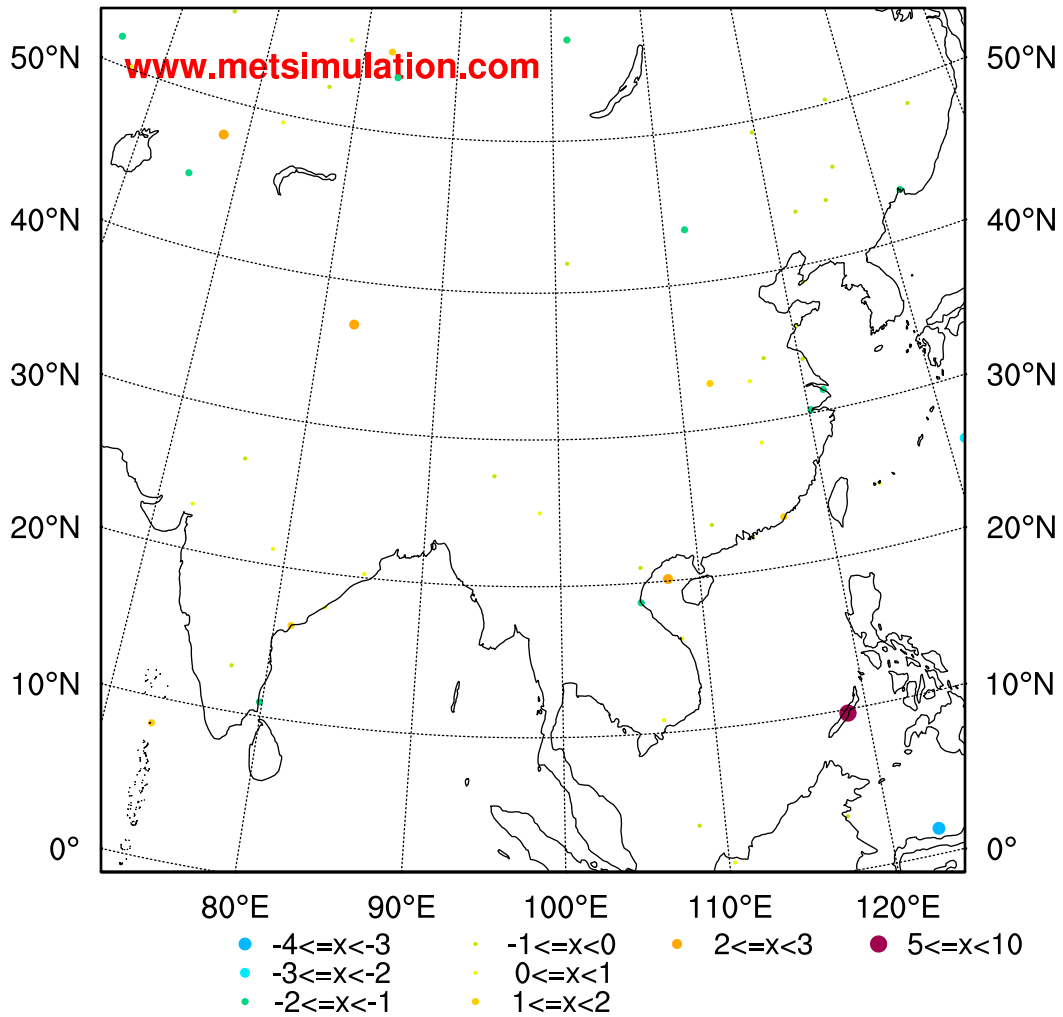 www.metsimulation.com
50°N 50°N
40°N 40°N
30°N 30°N
20°N 20°N
10°N 10°N
0° 0°
80°E 90°E 100°E 110°E 120°E
-4<=x<-3 -1<=x<0 2<=x<3 5<=x<10
-3<=x<-2 0<=x<1
-2<=x<-1 1<=x<2